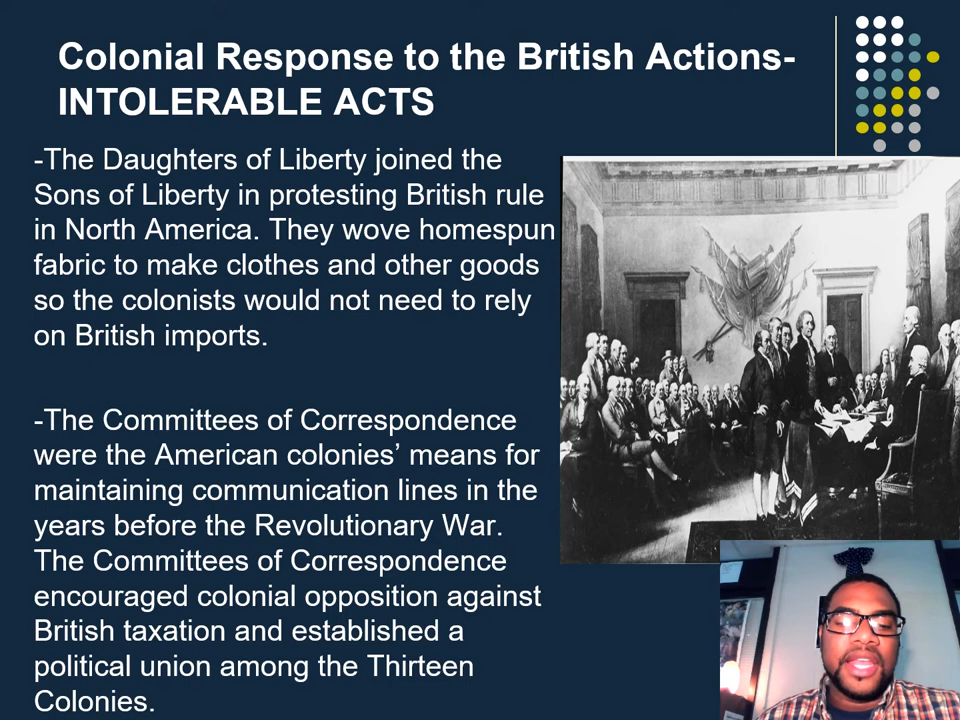 Colonial Response to the British Actions-
INTOLERABLE ACTS
-The Daughters of Liberty joined the
Sons of Liberty in protesting British rule
in North America. They wove homespun
fabric to make clothes and other goods
so the colonists would not need to rely
on British imports.
-The Committees of Correspondence
were the American colonies’ means for
maintaining communication lines in the
years before the Revolutionary War.
The Committees of Correspondence
encouraged colonial opposition against
British taxation and established a
political union among the Thirteen
Colonies.